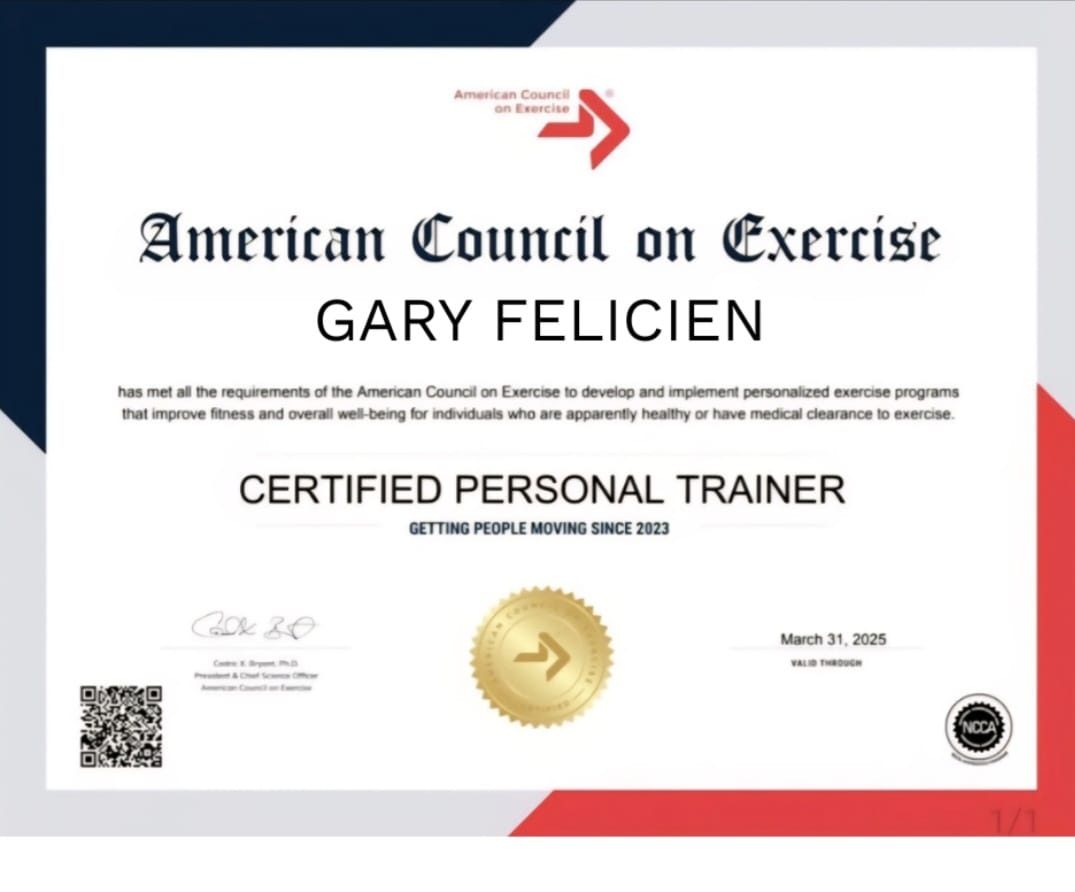 American Council
on Exercise
American Council on Exercise
GARY FELICIEN
has met all the requirements of the American Council on Exercise to develop and implement personalized exercise programs
that improve fitness and overall well-being for individuals who are apparently healthy or have medical clearance to exercise.
CERTIFIED PERSONAL TRAINER
GETTING PEOPLE MOVING SINCE 2023
March 31, 2025
VALID THROUGH
Cedric X. Bryant, Ph.D.
President & Chief Science Officer
American Council on Exercise
NCCA
1/1